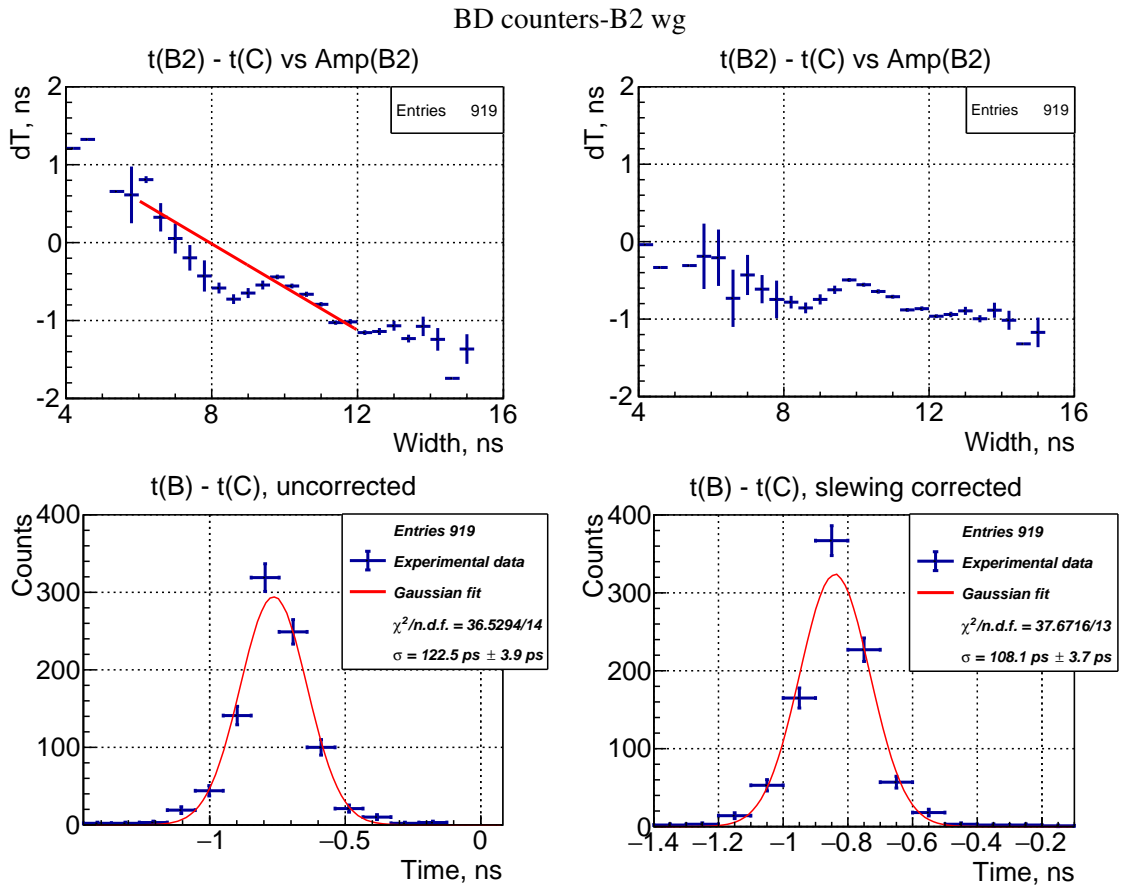 BD counters-B2 wg
t(B2) - t(C) vs Amp(B2)
dT, ns
Entries 919
2
1
0
−1
−2
4 8 12 16
Width, ns
t(B2) - t(C) vs Amp(B2)
dT, ns
Entries 919
2
1
0
−1
−2
4 8 12 16
Width, ns
t(B) - t(C), uncorrected
Counts
400
300
200
100
0
Entries 919
Experimental data
Gaussian fit
χ²/n.d.f. = 36.5294/14
σ = 122.5 ps ± 3.9 ps
−1 −0.5 0
Time, ns
t(B) - t(C), slewing corrected
Counts
400
300
200
100
0
Entries 919
Experimental data
Gaussian fit
χ²/n.d.f. = 37.6716/13
σ = 108.1 ps ± 3.7 ps
−1.4 −1.2 −1 −0.8 −0.6 −0.4 −0.2
Time, ns